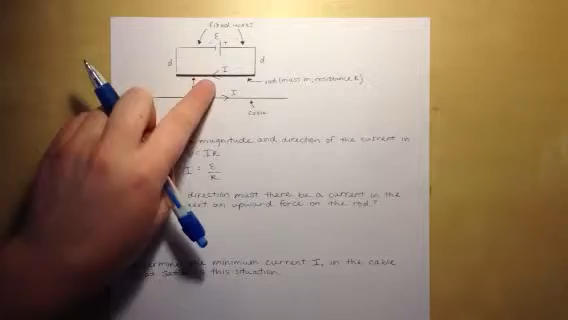 fixed wires
ε
- +
d d
I
rod (mass m, resistance R)
I
cable
magnitude and direction of the current in
= IR
I = ε/R
direction must there be a current in the
an upward force on the rod?
the minimum current I, in the cable
this situation.